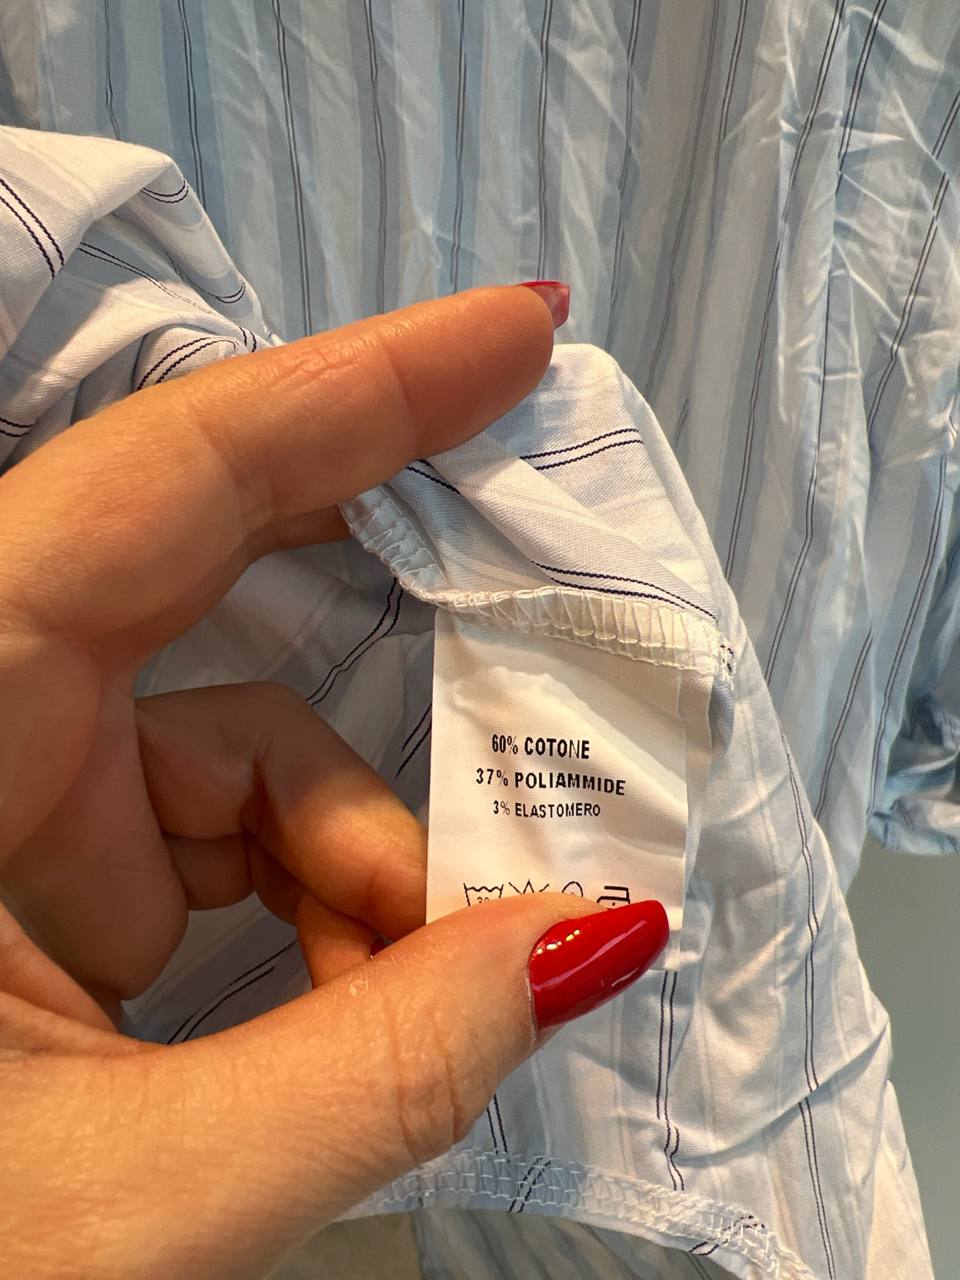 60% COTONE
37% POLIAMMIDE
3% ELASTOMERO